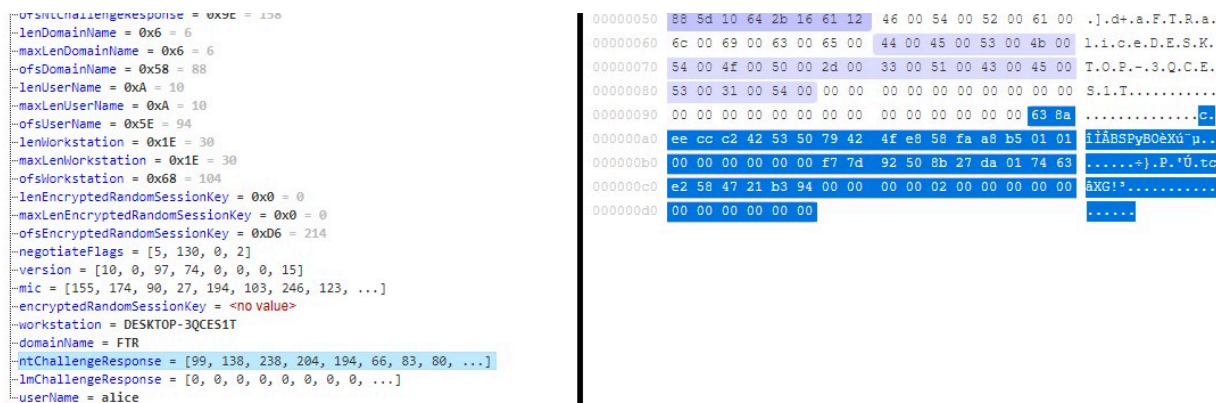 ofsNtChallengeResponse = 0x9E = 158
lenDomainName = 0x6 = 6
maxLenDomainName = 0x6 = 6
ofsDomainName = 0x58 = 88
lenUserName = 0xA = 10
maxLenUserName = 0xA = 10
ofsUserName = 0x5E = 94
lenWorkstation = 0x1E = 30
maxLenWorkstation = 0x1E = 30
ofsWorkstation = 0x68 = 104
lenEncryptedRandomSessionKey = 0x0 = 0
maxLenEncryptedRandomSessionKey = 0x0 = 0
ofsEncryptedRandomSessionKey = 0xD6 = 214
negotiateFlags = [5, 130, 0, 2]
version = [10, 0, 97, 74, 0, 0, 0, 15]
mic = [155, 174, 90, 27, 194, 103, 246, 123, ...]
encryptedRandomSessionKey = <no value>
workstation = DESKTOP-3QCES1T
domainName = FTR
ntChallengeResponse = [99, 138, 238, 204, 194, 66, 83, 80, ...]
lmChallengeResponse = [0, 0, 0, 0, 0, 0, 0, 0, ...]
userName = alice
00000050 88 5d 10 64 2b 16 61 12 46 00 54 00 52 00 61 00 .].d+.a.F.T.R.a.
00000060 6c 00 69 00 63 00 65 00 44 00 45 00 53 00 4b 00 l.i.c.e.D.E.S.K.
00000070 54 00 4f 00 50 00 2d 00 33 00 51 00 43 00 45 00 T.O.P.-.3.Q.C.E.
00000080 53 00 31 00 54 00 00 00 00 00 00 00 00 00 00 00 S.1.T...........
00000090 00 00 00 00 00 00 00 00 00 00 00 00 00 00 63 8a ..............c.
000000a0 ee cc c2 42 53 50 79 42 4f e8 58 fa a8 b5 01 01 îÌÂBSPyBOèXú¨µ..
000000b0 00 00 00 00 00 00 f7 7d 92 50 8b 27 da 01 74 63 ......÷}.P.'Ú.tc
000000c0 e2 58 47 21 b3 94 00 00 00 00 02 00 00 00 00 00 âXG!³...........
000000d0 00 00 00 00 00 00 ......